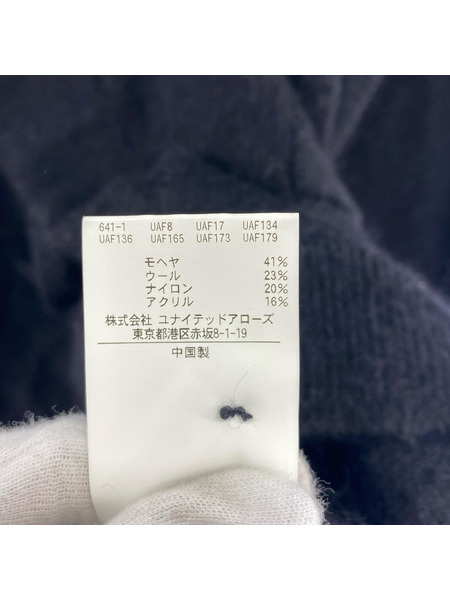 641-1 UAF8 UAF17 UAF134
UAF136 UAF165 UAF173 UAF179
モヘヤ 41%
ウール 23%
ナイロン 20%
アクリル 16%
株式会社 ユナイテッドアローズ
東京都港区赤坂8-1-19
中国製